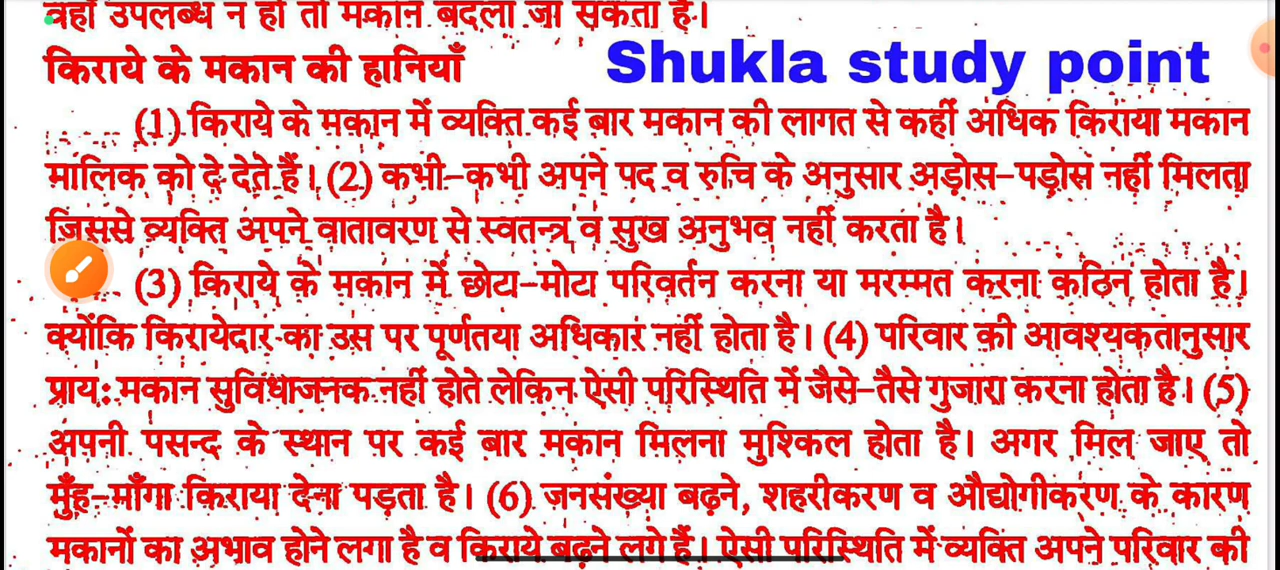 वहाँ उपलब्ध न हो तो मकान बदला जा सकता है।
किराये के मकान की हानियाँ
Shukla study point
(1) किराये के मकान में व्यक्ति कई बार मकान की लागत से कहीं अधिक किराया मकान
मालिक को दे देते हैं। (2) कभी-कभी अपने पद व रुचि के अनुसार अड़ोस-पड़ोस नहीं मिलता
जिससे व्यक्ति अपने वातावरण से स्वतन्त्र व सुख अनुभव नहीं करता है।
(3) किराये के मकान में छोटा-मोटा परिवर्तन करना या मरम्मत करना कठिन होता है।
क्योंकि किरायेदार का उस पर पूर्णतया अधिकार नहीं होता है। (4) परिवार की आवश्यकतानुसार
प्राय: मकान सुविधाजनक नहीं होते लेकिन ऐसी परिस्थिति में जैसे-तैसे गुजारा करना होता है। (5)
अपनी पसन्द के स्थान पर कई बार मकान मिलना मुश्किल होता है। अगर मिल जाए तो
मुँह-माँगा किराया देना पड़ता है। (6) जनसंख्या बढ़ने, शहरीकरण व औद्योगीकरण के कारण
मकानों का अभाव होने लगा है व किराये बढ़ने लगे हैं। ऐसी परिस्थिति में व्यक्ति अपने परिवार की